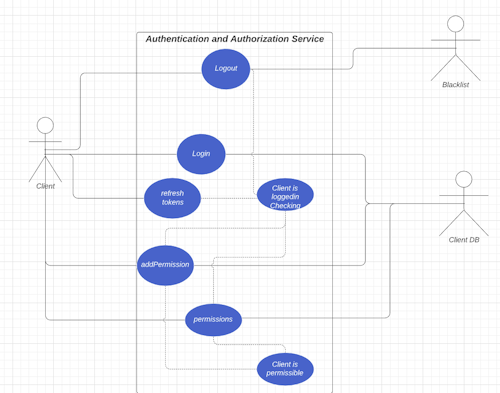 Authentication and Authorization Service
Logout
Blacklist
Login
Client
refresh
tokens
Client is
loggedin
Checking
Client DB
addPermission
permissions
Client is
permissible